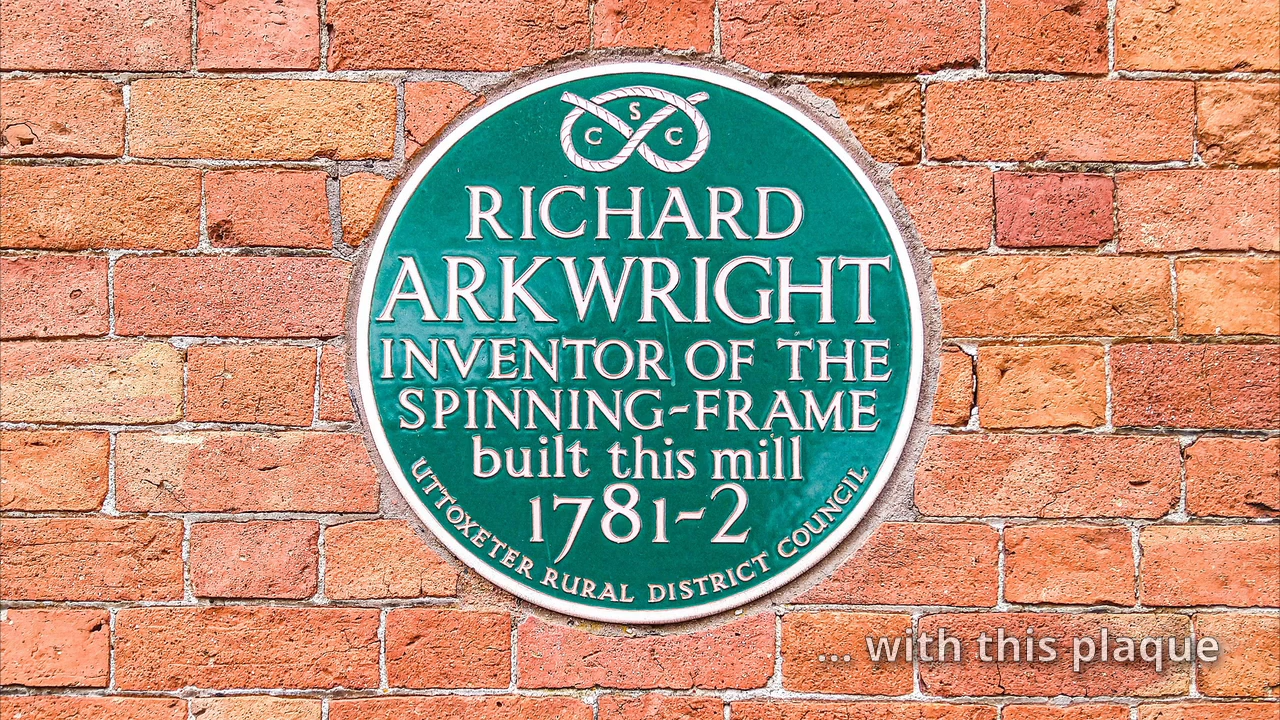 C S C
RICHARD
ARKWRIGHT
INVENTOR OF THE
SPINNING-FRAME
built this mill
1781-2
UTTOXETER RURAL DISTRICT COUNCIL
... with this plaque